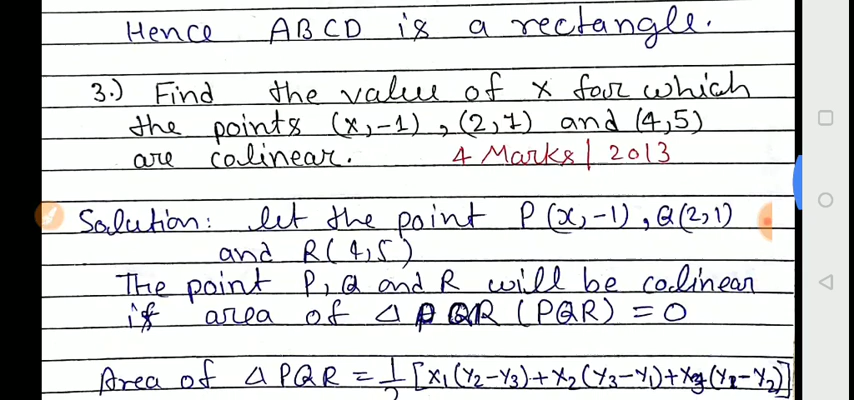 Hence ABCD is a rectangle.
3.) Find the value of x for which
the points (x,-1), (2,1) and (4,5)
are colinear. 4 Marks | 2013
Solution: let the point P(x,-1), Q(2,1)
and R(4,5)
The point P, Q and R will be colinear
if area of △ PQR (PQR) = 0
Area of △ PQR = 1/2 [x₁(y₂-y₃)+x₂(y₃-y₁)+x₃(y₁-y₂)]